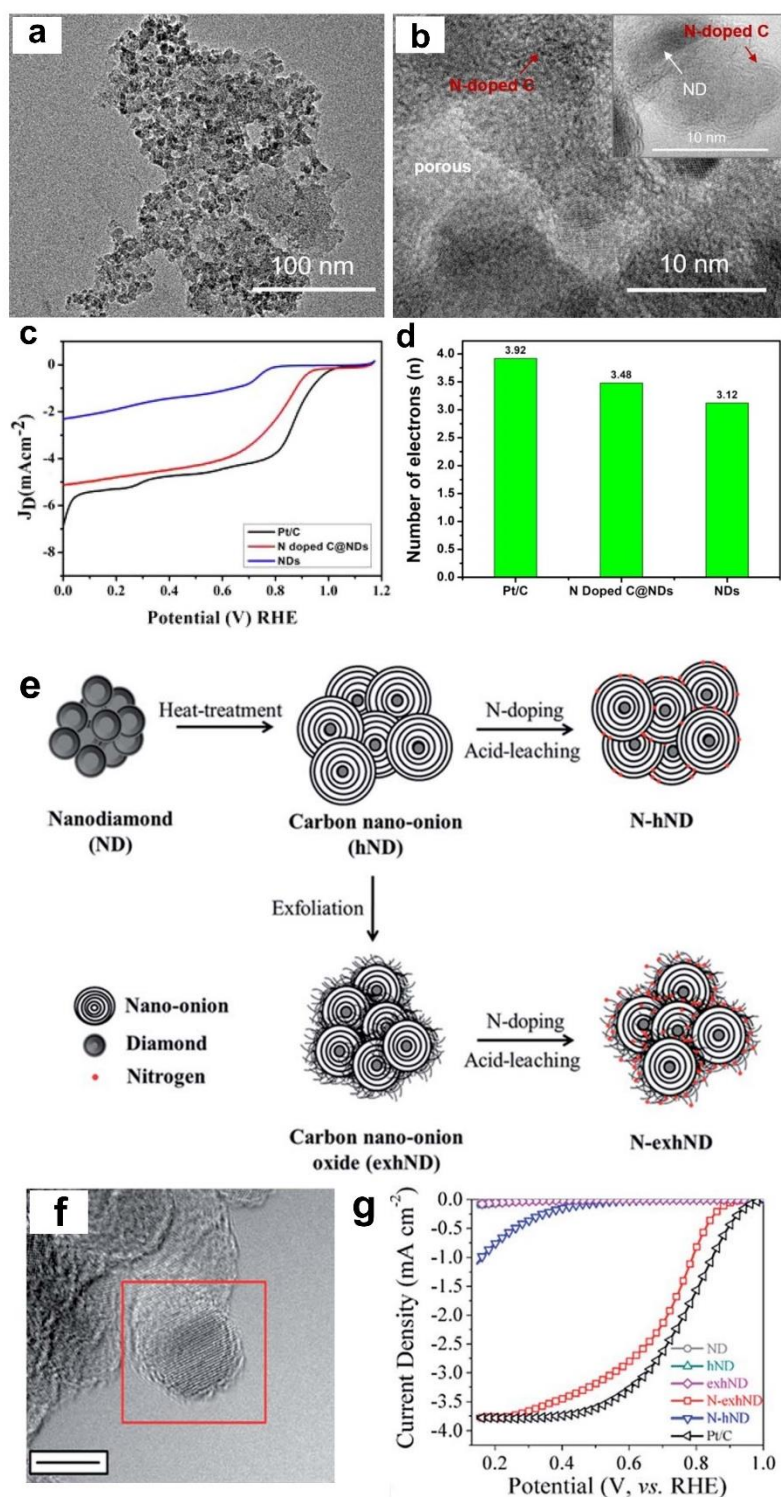 a
100 nm
b
N-doped C
porous
10 nm
N-doped C
ND
10 nm
c
0
-2
-4
-6
-8
J_D(mAcm⁻²)
Pt/C
N doped C@NDs
NDs
0.0 0.2 0.4 0.6 0.8 1.0 1.2
Potential (V) RHE
d
Number of electrons (n)
4.0
3.5
3.0
2.5
2.0
1.5
1.0
0.5
0.0
3.92
3.48
3.12
Pt/C N Doped C@NDs NDs
e
Heat-treatment
N-doping
Acid-leaching
Nanodiamond
(ND)
Carbon nano-onion
(hND)
N-hND
Exfoliation
Nano-onion
Diamond
Nitrogen
N-doping
Acid-leaching
Carbon nano-onion
oxide (exhND)
N-exhND
f
g
Current Density (mA cm⁻²)
0.0
-0.5
-1.0
-1.5
-2.0
-2.5
-3.0
-3.5
-4.0
ND
hND
exhND
N-exhND
N-hND
Pt/C
0.2 0.4 0.6 0.8 1.0
Potential (V, vs. RHE)